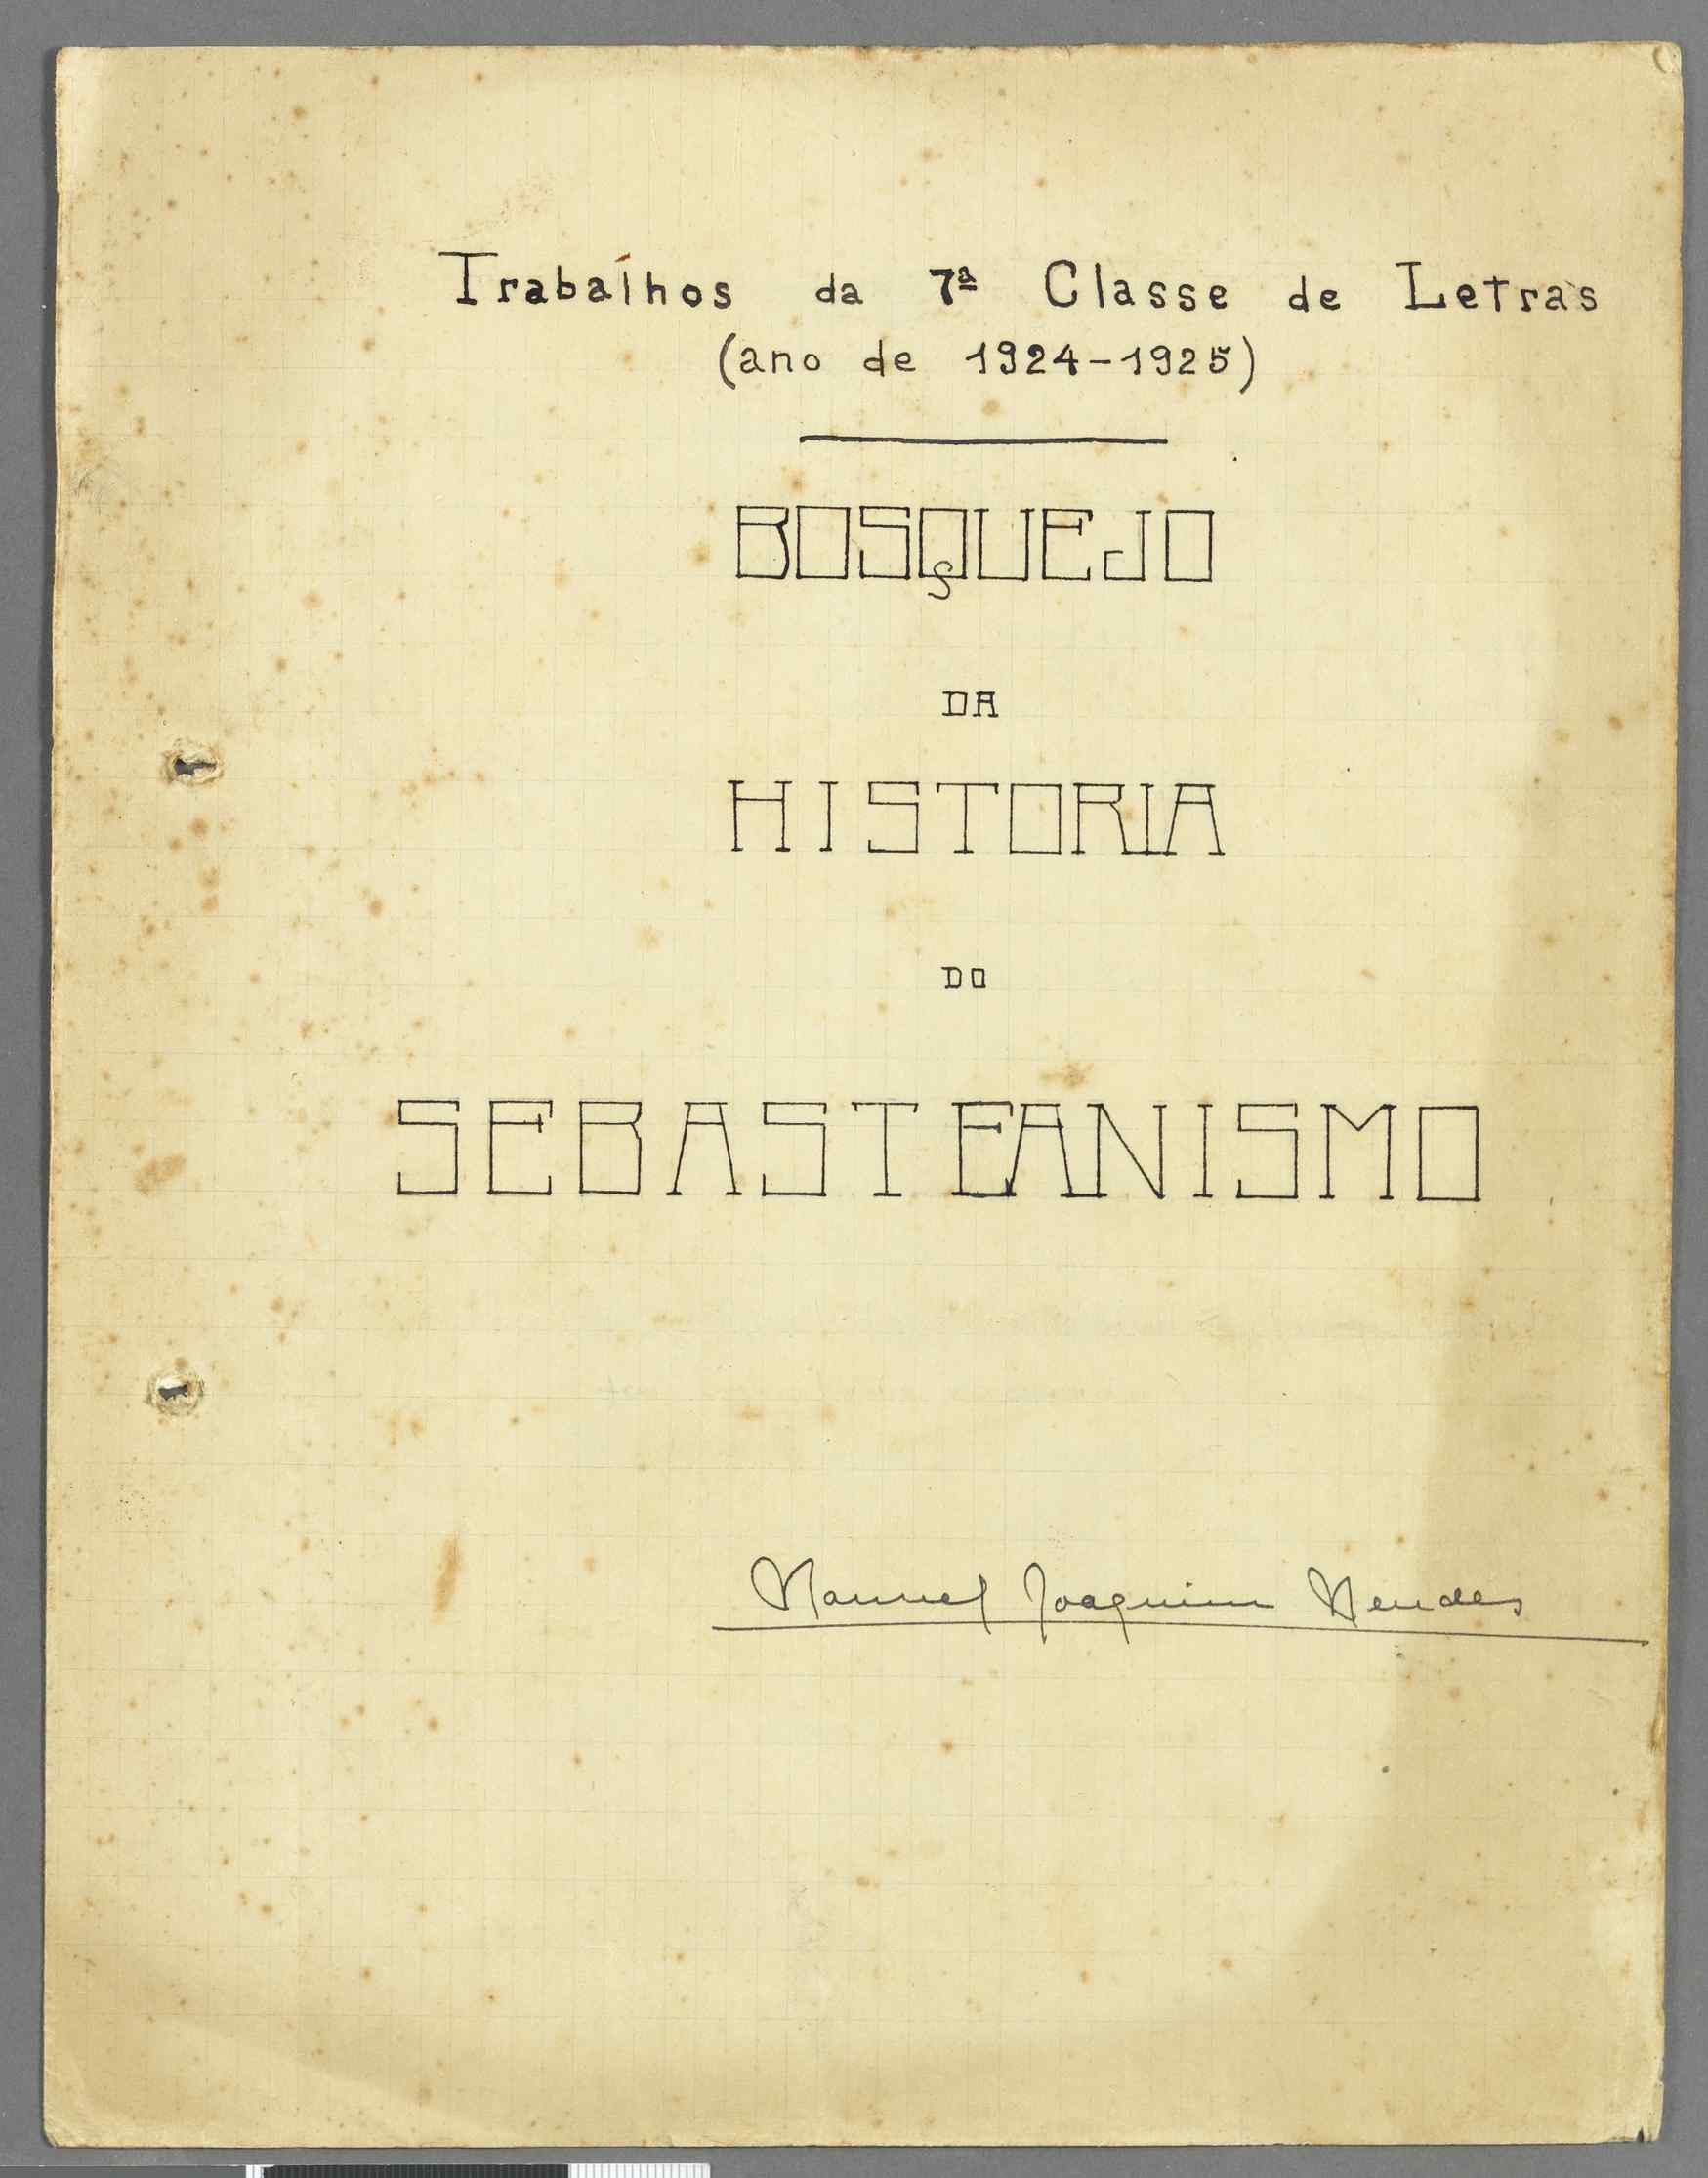 Trabalhos da 7ª Classe de Letras
(ano de 1924-1925)
BOSQUEJO
DA
HISTORIA
DO
SEBASTEANISMO
Manuel Joaquim Mendes